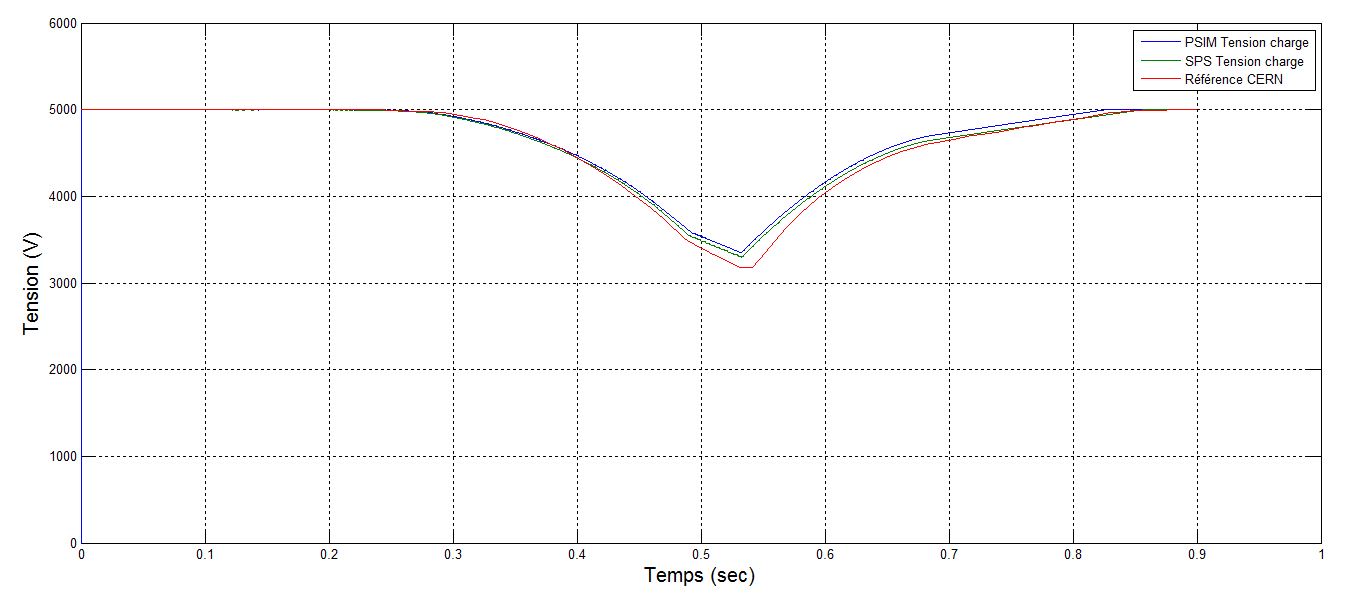 6000
5000
4000
3000
2000
1000
0
Tension (V)
PSIM Tension charge
SPS Tension charge
Référence CERN
0 0.1 0.2 0.3 0.4 0.5 0.6 0.7 0.8 0.9 1
Temps (sec)